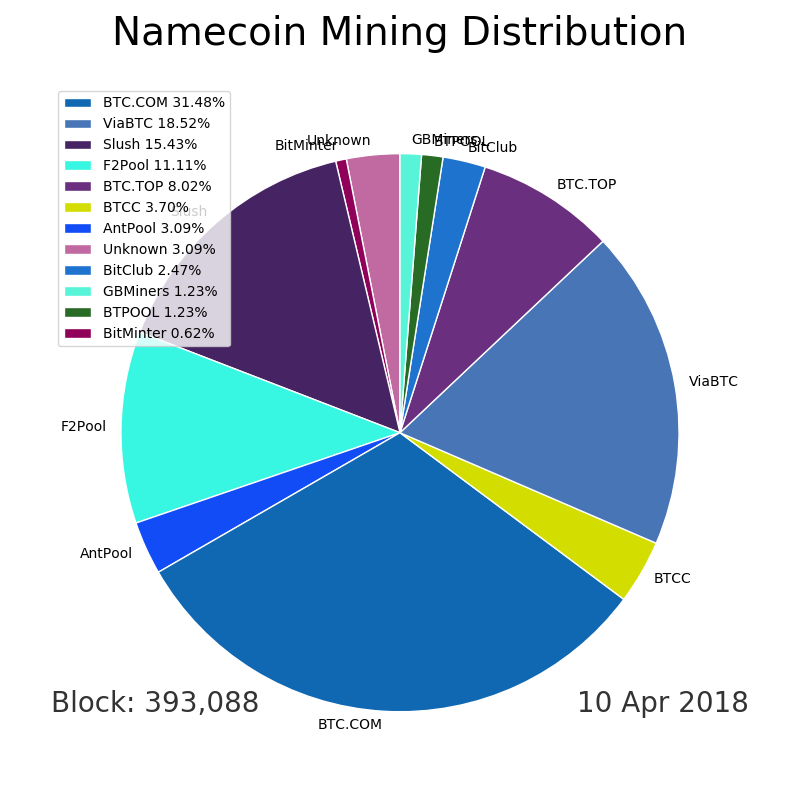 Namecoin Mining Distribution
BTC.COM 31.48%
ViaBTC 18.52%
Slush 15.43%
F2Pool 11.11%
BTC.TOP 8.02%
BTCC 3.70%
AntPool 3.09%
Unknown 3.09%
BitClub 2.47%
GBMiners 1.23%
BTPOOL 1.23%
BitMinter 0.62%
Unknown
BitMinter
GBMiners
BTPOOL
BitClub
BTC.TOP
Slush
ViaBTC
F2Pool
AntPool
BTCC
BTC.COM
Block: 393,088
10 Apr 2018